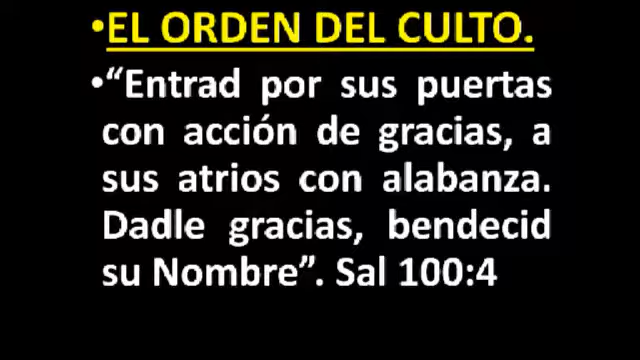 •EL ORDEN DEL CULTO.
•“Entrad por sus puertas
con acción de gracias, a
sus atrios con alabanza.
Dadle gracias, bendecid
su Nombre”. Sal 100:4